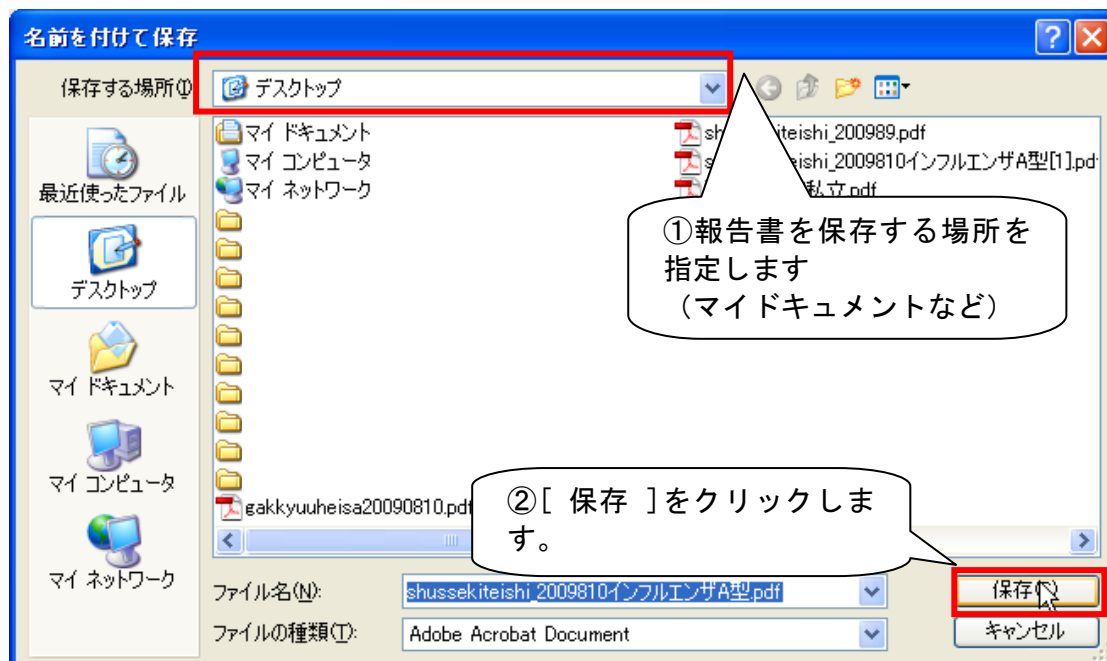 名前を付けて保存
保存する場所(I)
デスクトップ
最近使ったファイル
デスクトップ
マイ ドキュメント
マイ コンピュータ
マイ ネットワーク
マイ ドキュメント
マイ コンピュータ
マイ ネットワーク
gakkyuuheisa20090810.pdf
iteishi_200989.pdf
eishi_2009810インフルエンザA型[1].pd
私立.pdf
①報告書を保存する場所を
指定します
（マイドキュメントなど）
②[ 保存 ]をクリックしま
す。
ファイル名(N):
shussekiteishi_2009810インフルエンザA型.pdf
保存
ファイルの種類(T):
Adobe Acrobat Document
キャンセル